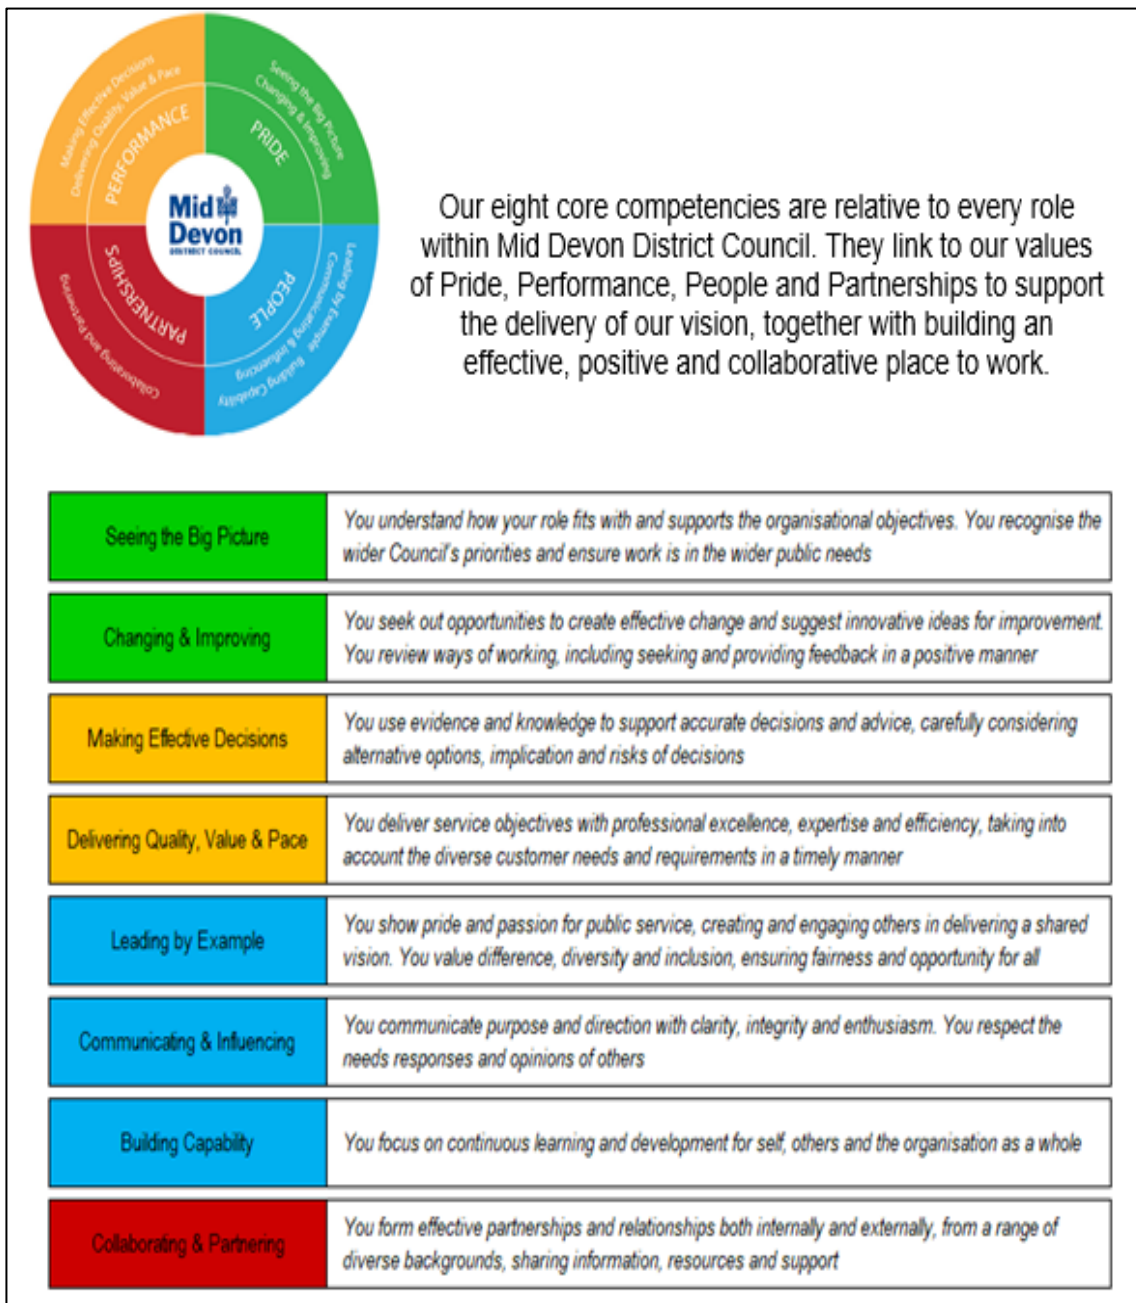 Making Effective Decisions
Delivering Quality, Value & Pace
PERFORMANCE
Seeing the Big Picture
Changing & Improving
PRIDE
Mid
Devon
DISTRICT COUNCIL
PARTNERSHIPS
Collaborating and Partnering
PEOPLE
Leading by Example
Communicating & Influencing
Building Capability
Our eight core competencies are relative to every role
within Mid Devon District Council. They link to our values
of Pride, Performance, People and Partnerships to support
the delivery of our vision, together with building an
effective, positive and collaborative place to work.
Seeing the Big Picture
You understand how your role fits with and supports the organisational objectives. You recognise the
wider Council's priorities and ensure work is in the wider public needs
Changing & Improving
You seek out opportunities to create effective change and suggest innovative ideas for improvement.
You review ways of working, including seeking and providing feedback in a positive manner
Making Effective Decisions
You use evidence and knowledge to support accurate decisions and advice, carefully considering
alternative options, implication and risks of decisions
Delivering Quality, Value & Pace
You deliver service objectives with professional excellence, expertise and efficiency, taking into
account the diverse customer needs and requirements in a timely manner
Leading by Example
You show pride and passion for public service, creating and engaging others in delivering a shared
vision. You value difference, diversity and inclusion, ensuring fairness and opportunity for all
Communicating & Influencing
You communicate purpose and direction with clarity, integrity and enthusiasm. You respect the
needs responses and opinions of others
Building Capability
You focus on continuous learning and development for self, others and the organisation as a whole
Collaborating & Partnering
You form effective partnerships and relationships both internally and externally, from a range of
diverse backgrounds, sharing information, resources and support